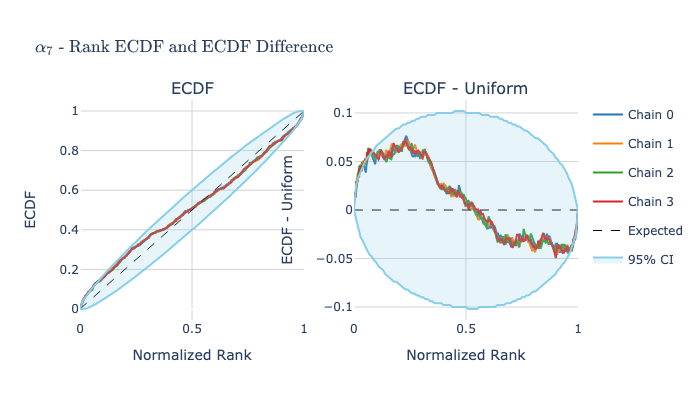 α₇ - Rank ECDF and ECDF Difference
ECDF
ECDF - Uniform
ECDF
1
0.8
0.6
0.4
0.2
0
0
0.5
1
Normalized Rank
ECDF - Uniform
0.1
0.05
0
−0.05
−0.1
0
0.5
1
Normalized Rank
Chain 0
Chain 1
Chain 2
Chain 3
Expected
95% CI